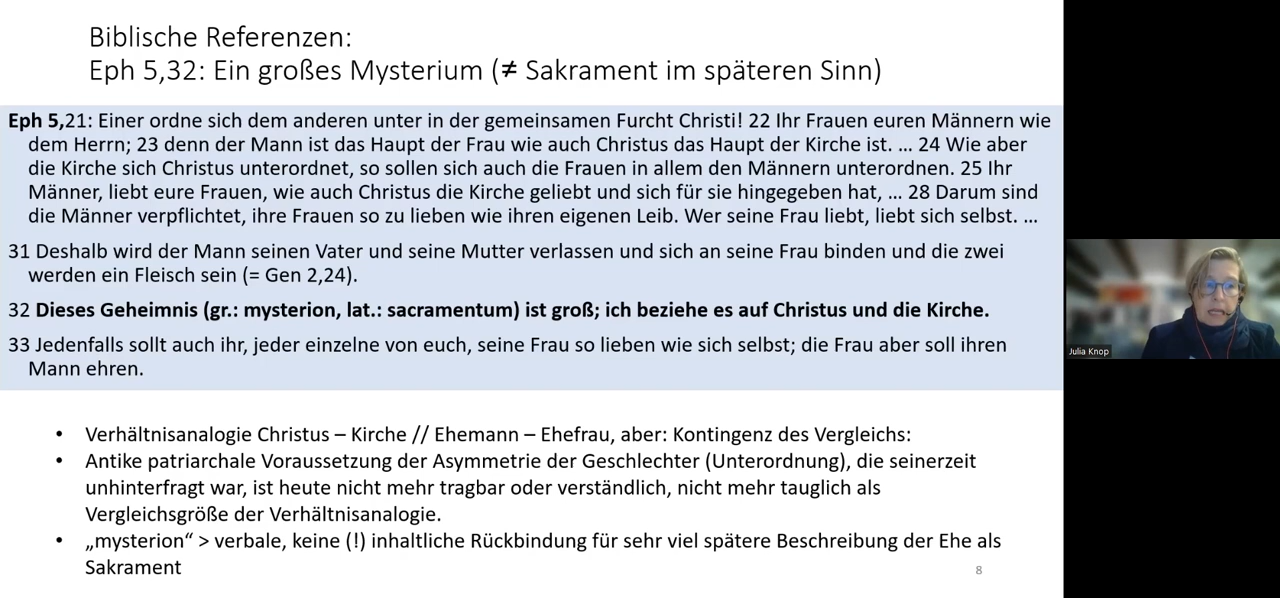 Biblische Referenzen:
Eph 5,32: Ein großes Mysterium (≠ Sakrament im späteren Sinn)
Eph 5,21: Einer ordne sich dem anderen unter in der gemeinsamen Furcht Christi! 22 Ihr Frauen euren Männern wie
dem Herrn; 23 denn der Mann ist das Haupt der Frau wie auch Christus das Haupt der Kirche ist. … 24 Wie aber
die Kirche sich Christus unterordnet, so sollen sich auch die Frauen in allem den Männern unterordnen. 25 Ihr
Männer, liebt eure Frauen, wie auch Christus die Kirche geliebt und sich für sie hingegeben hat, … 28 Darum sind
die Männer verpflichtet, ihre Frauen so zu lieben wie ihren eigenen Leib. Wer seine Frau liebt, liebt sich selbst. …
31 Deshalb wird der Mann seinen Vater und seine Mutter verlassen und sich an seine Frau binden und die zwei
werden ein Fleisch sein (= Gen 2,24).
32 Dieses Geheimnis (gr.: mysterion, lat.: sacramentum) ist groß; ich beziehe es auf Christus und die Kirche.
33 Jedenfalls sollt auch ihr, jeder einzelne von euch, seine Frau so lieben wie sich selbst; die Frau aber soll ihren
Mann ehren.
• Verhältnisanalogie Christus – Kirche // Ehemann – Ehefrau, aber: Kontingenz des Vergleichs:
• Antike patriarchale Voraussetzung der Asymmetrie der Geschlechter (Unterordnung), die seinerzeit
unhinterfragt war, ist heute nicht mehr tragbar oder verständlich, nicht mehr tauglich als
Vergleichsgröße der Verhältnisanalogie.
• „mysterion“ > verbale, keine (!) inhaltliche Rückbindung für sehr viel spätere Beschreibung der Ehe als
Sakrament
8
Julia Knop